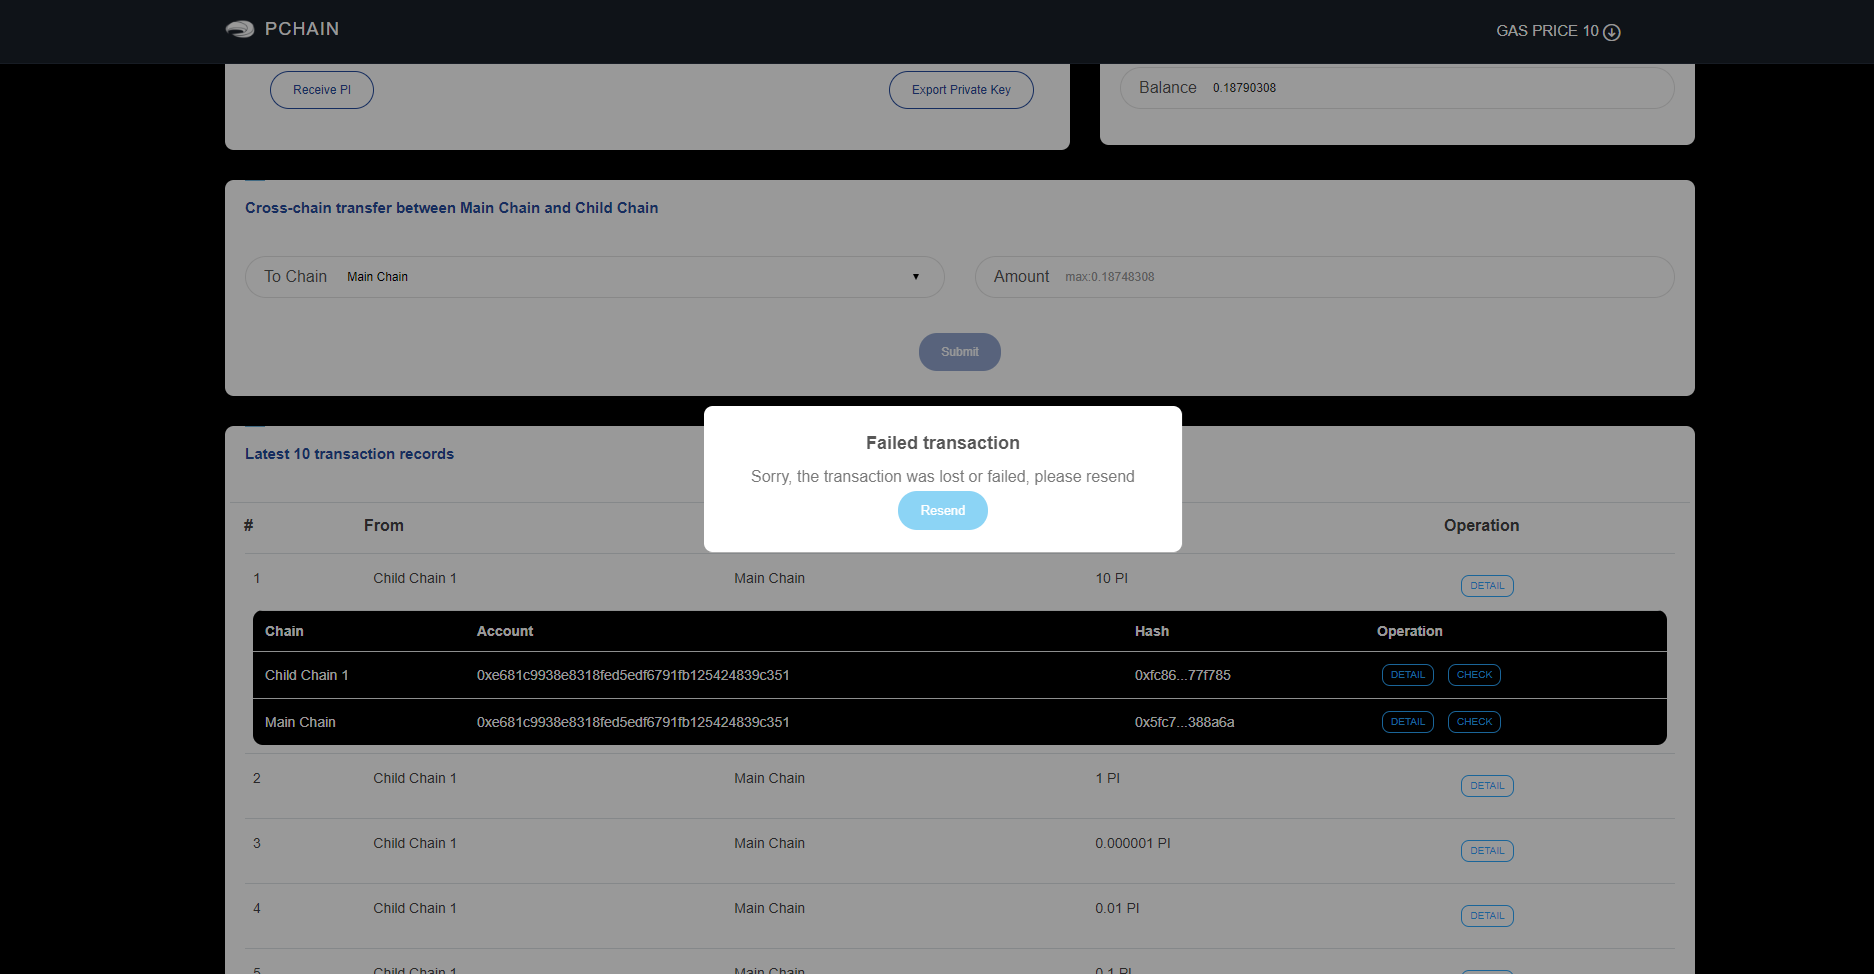 PCHAIN
GAS PRICE 10
Receive PI
Export Private Key
Balance 0.18790308
Cross-chain transfer between Main Chain and Child Chain
To Chain Main Chain
Amount max:0.18748308
Submit
Failed transaction
Sorry, the transaction was lost or failed, please resend
Resend
Latest 10 transaction records
# From Operation
1 Child Chain 1 Main Chain 10 PI DETAIL
Chain Account Hash Operation
Child Chain 1 0xe681c9938e8318fed5edf6791fb125424839c351 0xfc86...77f785 DETAIL CHECK
Main Chain 0xe681c9938e8318fed5edf6791fb125424839c351 0x5fc7...388a6a DETAIL CHECK
2 Child Chain 1 Main Chain 1 PI DETAIL
3 Child Chain 1 Main Chain 0.000001 PI DETAIL
4 Child Chain 1 Main Chain 0.01 PI DETAIL
5 Child Chain 1 Main Chain 0.1 PI